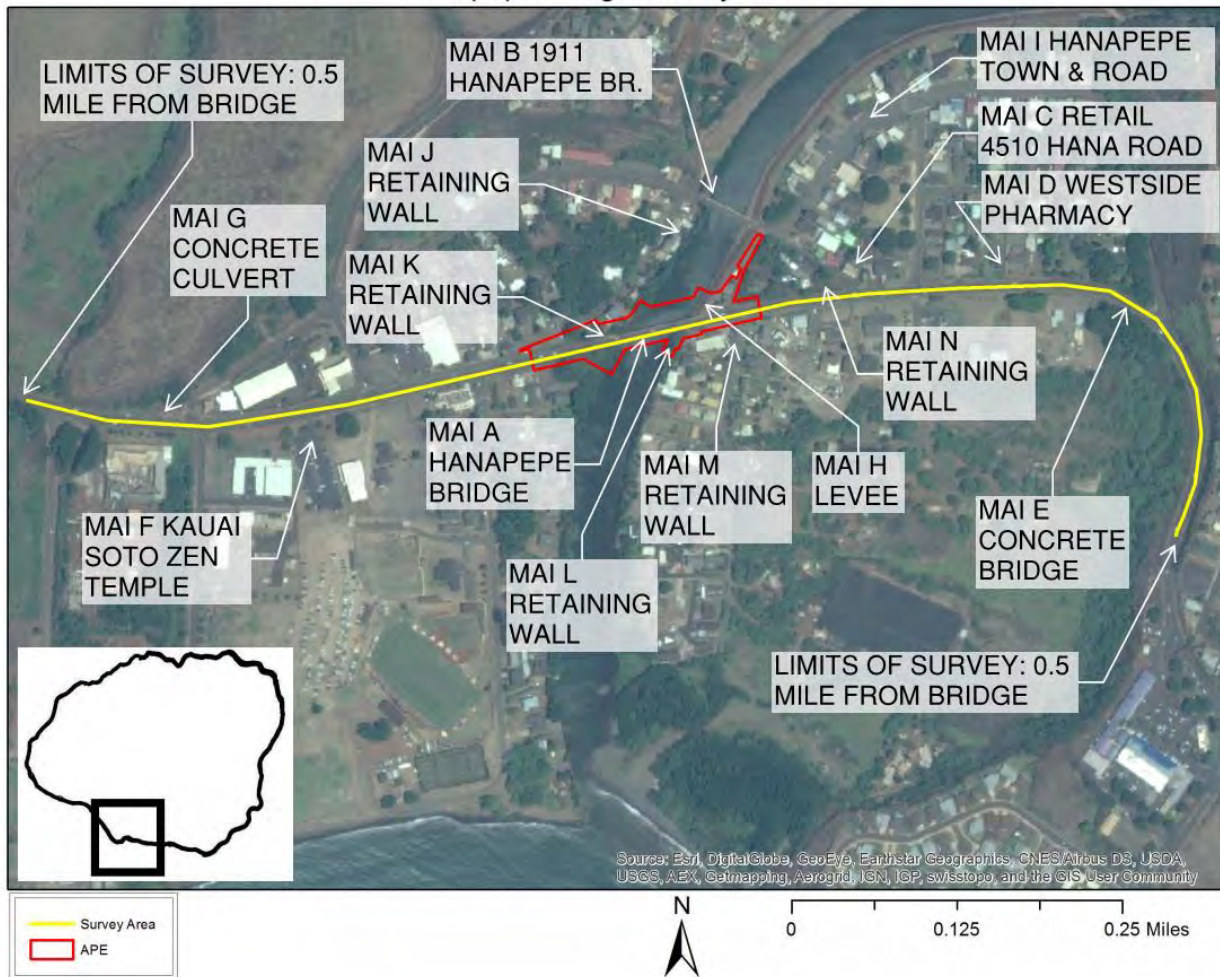 MAI B 1911
HANAPEPE BR.
MAI I HANAPEPE
TOWN & ROAD
LIMITS OF SURVEY: 0.5
MILE FROM BRIDGE
MAI C RETAIL
4510 HANA ROAD
MAI J
RETAINING
WALL
MAI D WESTSIDE
PHARMACY
MAI G
CONCRETE
CULVERT
MAI K
RETAINING
WALL
MAI N
RETAINING
WALL
MAI A
HANAPEPE
BRIDGE
MAI M
RETAINING
WALL
MAI H
LEVEE
MAI E
CONCRETE
BRIDGE
MAI F KAUAI
SOTO ZEN
TEMPLE
MAI L
RETAINING
WALL
LIMITS OF SURVEY: 0.5
MILE FROM BRIDGE
Source: Esri, DigitalGlobe, GeoEye, Earthstar Geographics, CNES/Airbus DS, USDA,
USGS, AEX, Getmapping, Aerogrid, IGN, IGP, swisstopo, and the GIS User Community
Survey Area
APE
N
0 0.125 0.25 Miles